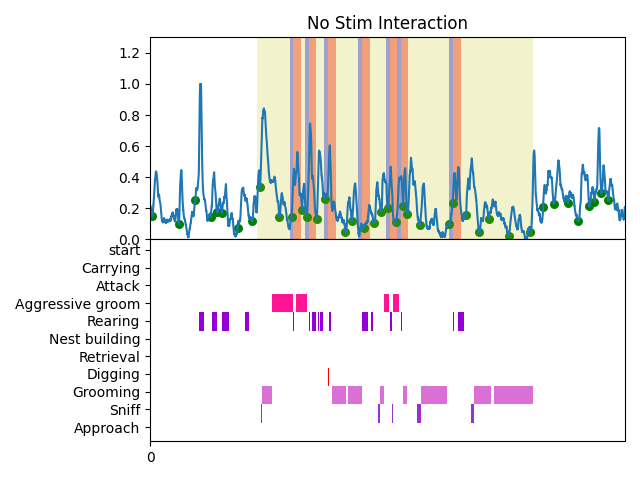 No Stim Interaction
1.2
1.0
0.8
0.6
0.4
0.2
0.0
start
Carrying
Attack
Aggressive groom
Rearing
Nest building
Retrieval
Digging
Grooming
Sniff
Approach
0